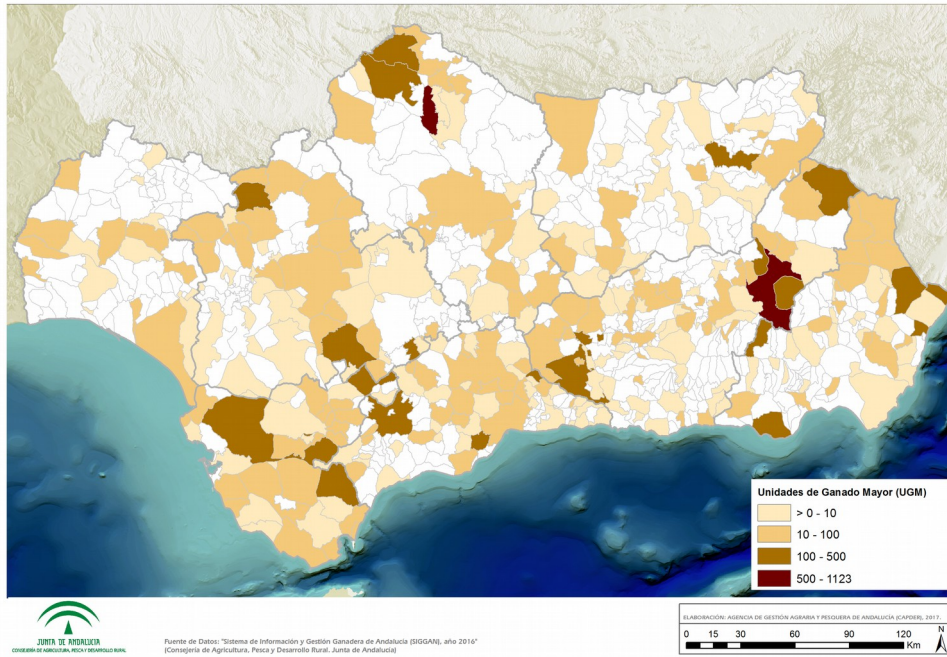 Unidades de Ganado Mayor (UGM)
> 0 - 10
10 - 100
100 - 500
500 - 1123
JUNTA DE ANDALUCIA
CONSEJERÍA DE AGRICULTURA, PESCA Y DESARROLLO RURAL
Fuente de Datos: "Sistema de Información y Gestión Ganadera de Andalucía (SIGGAN), año 2016"
(Consejería de Agricultura, Pesca y Desarrollo Rural. Junta de Andalucía)
ELABORACIÓN: AGENCIA DE GESTIÓN AGRARIA Y PESQUERA DE ANDALUCÍA (CAPDER), 2017.
0 15 30 60 90 120
Km
N